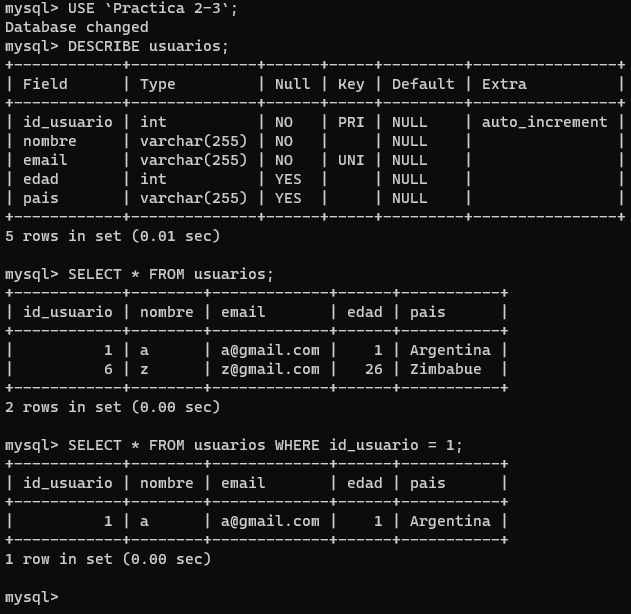 mysql> USE `Practica 2-3`;
Database changed
mysql> DESCRIBE usuarios;
+------------+--------------+------+-----+---------+----------------+
| Field      | Type         | Null | Key | Default | Extra          |
+------------+--------------+------+-----+---------+----------------+
| id_usuario | int          | NO   | PRI | NULL    | auto_increment |
| nombre     | varchar(255) | NO   |     | NULL    |                |
| email      | varchar(255) | NO   | UNI | NULL    |                |
| edad       | int          | YES  |     | NULL    |                |
| pais       | varchar(255) | YES  |     | NULL    |                |
+------------+--------------+------+-----+---------+----------------+
5 rows in set (0.01 sec)

mysql> SELECT * FROM usuarios;
+------------+--------+-------------+------+-----------+
| id_usuario | nombre | email       | edad | pais      |
+------------+--------+-------------+------+-----------+
|          1 | a      | a@gmail.com |    1 | Argentina |
|          6 | z      | z@gmail.com |   26 | Zimbabue  |
+------------+--------+-------------+------+-----------+
2 rows in set (0.00 sec)

mysql> SELECT * FROM usuarios WHERE id_usuario = 1;
+------------+--------+-------------+------+-----------+
| id_usuario | nombre | email       | edad | pais      |
+------------+--------+-------------+------+-----------+
|          1 | a      | a@gmail.com |    1 | Argentina |
+------------+--------+-------------+------+-----------+
1 row in set (0.00 sec)

mysql>